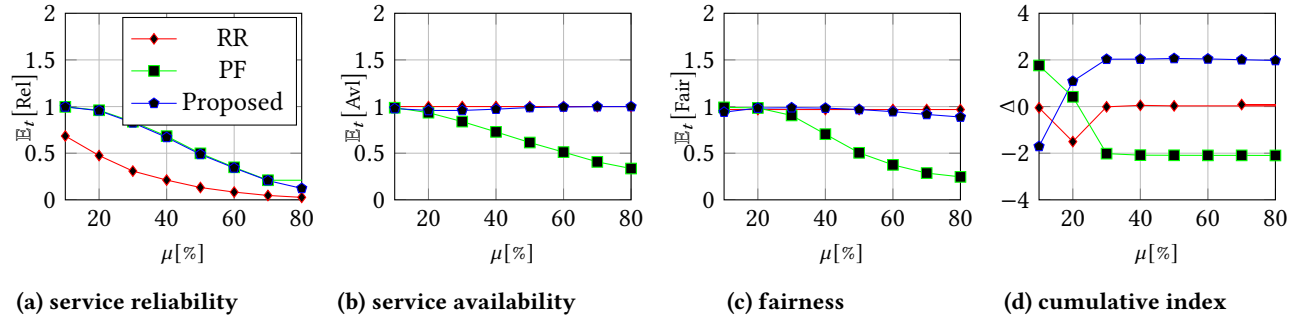 2
1.5
1
0.5
0
20
40
60
80
𝔼t [Rel]
μ[%]
RR
PF
Proposed
(a) service reliability
2
1.5
1
0.5
0
20
40
60
80
𝔼t [Avl]
μ[%]
(b) service availability
2
1.5
1
0.5
0
20
40
60
80
𝔼t [Fair]
μ[%]
(c) fairness
4
2
0
−2
−4
20
40
60
80
Δ
μ[%]
(d) cumulative index